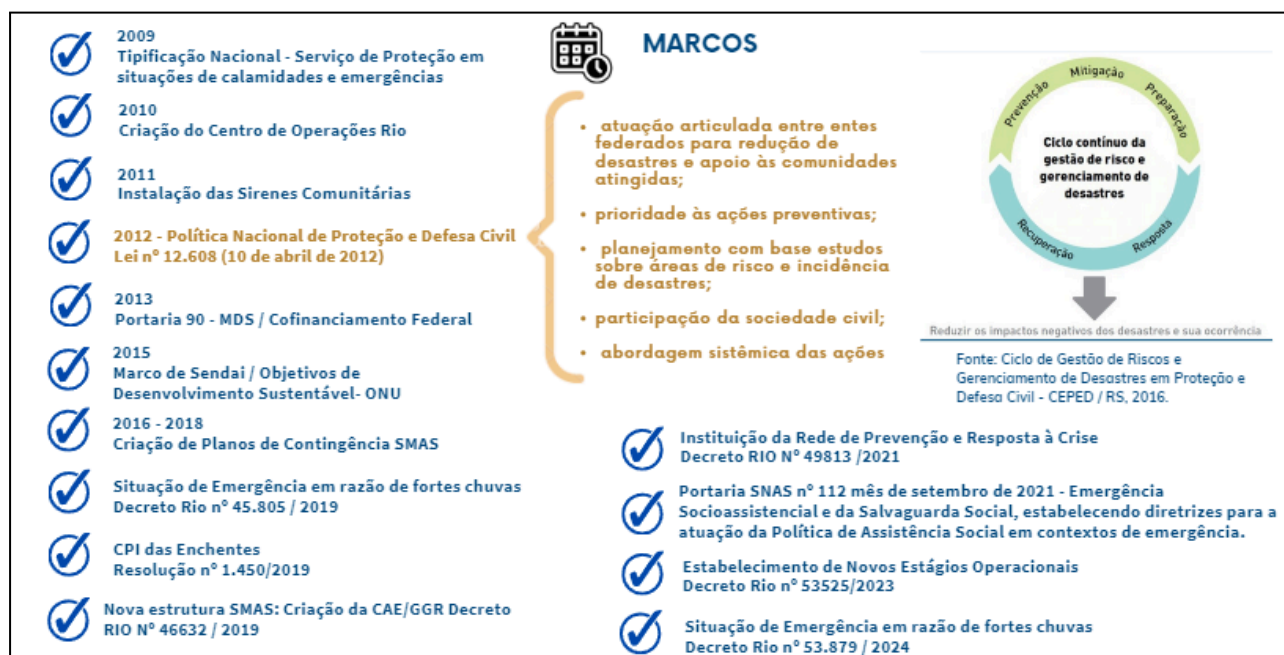 MARCOS
2009
Tipificação Nacional - Serviço de Proteção em
situações de calamidades e emergências
2010
Criação do Centro de Operações Rio
2011
Instalação das Sirenes Comunitárias
2012 - Política Nacional de Proteção e Defesa Civil
Lei nº 12.608 (10 de abril de 2012)
2013
Portaria 90 - MDS / Cofinanciamento Federal
2015
Marco de Sendai / Objetivos de
Desenvolvimento Sustentável- ONU
2016 - 2018
Criação de Planos de Contingência SMAS
Situação de Emergência em razão de fortes chuvas
Decreto Rio nº 45.805 / 2019
CPI das Enchentes
Resolução nº 1.450/2019
Nova estrutura SMAS: Criação da CAE/GGR Decreto
RIO Nº 46632 / 2019
• atuação articulada entre entes
federados para redução de
desastres e apoio às comunidades
atingidas;
• prioridade às ações preventivas;
• planejamento com base estudos
sobre áreas de risco e incidência
de desastres;
• participação da sociedade civil;
• abordagem sistêmica das ações
Prevenção
Mitigação
Preparação
Ciclo contínuo da
gestão de risco e
gerenciamento de
desastres
Recuperação
Resposta
Reduzir os impactos negativos dos desastres e sua ocorrência
Fonte: Ciclo de Gestão de Riscos e
Gerenciamento de Desastres em Proteção e
Defesa Civil - CEPED / RS, 2016.
Instituição da Rede de Prevenção e Resposta à Crise
Decreto RIO Nº 49813 /2021
Portaria SNAS nº 112 mês de setembro de 2021 - Emergência
Socioassistencial e da Salvaguarda Social, estabelecendo diretrizes para a
atuação da Política de Assistência Social em contextos de emergência.
Estabelecimento de Novos Estágios Operacionais
Decreto Rio nº 53525/2023
Situação de Emergência em razão de fortes chuvas
Decreto Rio nº 53.879 / 2024